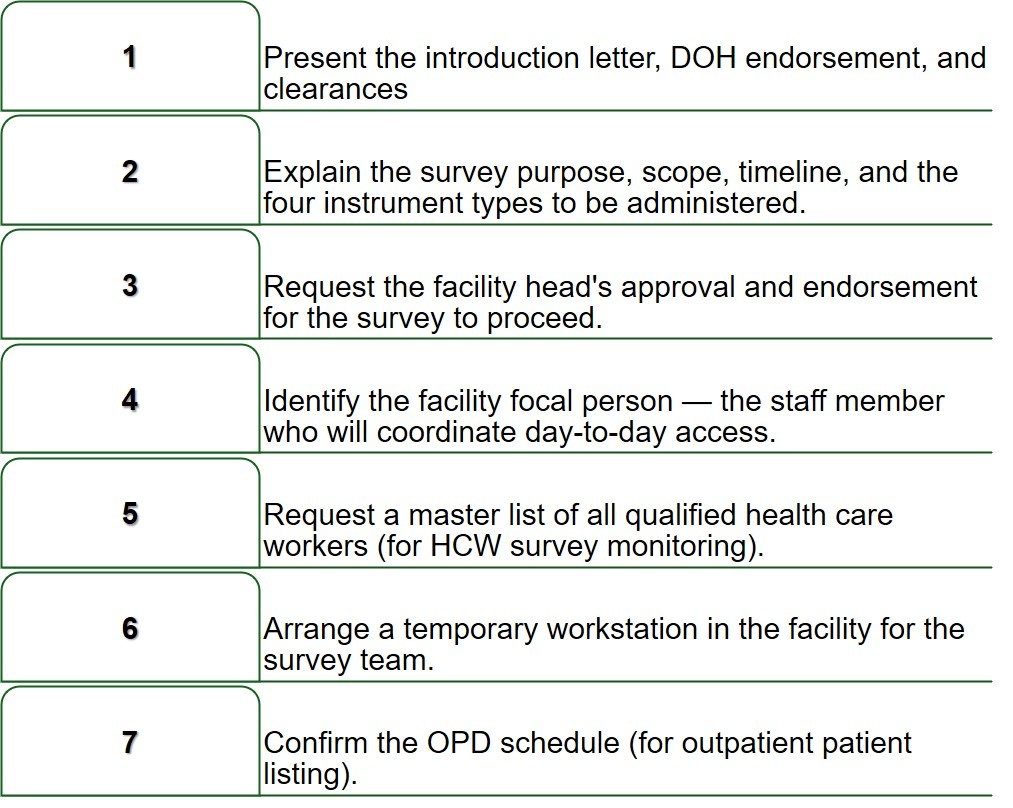 1
Present the introduction letter, DOH endorsement, and
clearances
2
Explain the survey purpose, scope, timeline, and the
four instrument types to be administered.
3
Request the facility head's approval and endorsement
for the survey to proceed.
4
Identify the facility focal person — the staff member
who will coordinate day-to-day access.
5
Request a master list of all qualified health care
workers (for HCW survey monitoring).
6
Arrange a temporary workstation in the facility for the
survey team.
7
Confirm the OPD schedule (for outpatient patient
listing).